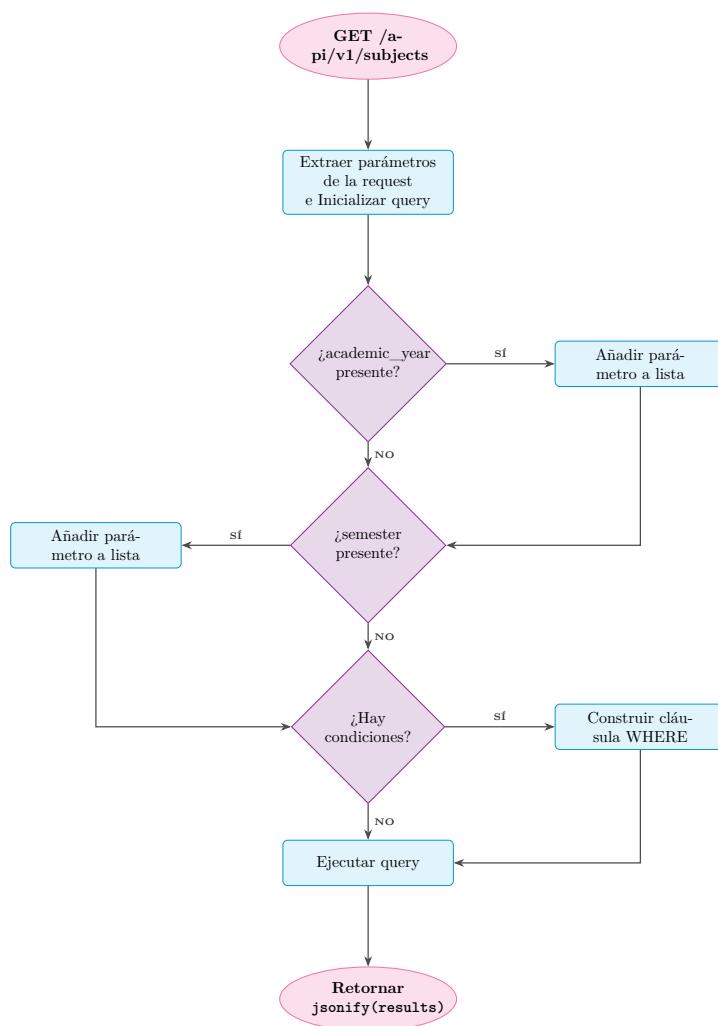 GET /a-
pi/v1/subjects
Extraer parámetros
de la request
e Inicializar query
¿academic_year
presente?
SÍ
Añadir pará-
metro a lista
NO
Añadir pará-
metro a lista
SÍ
¿semester
presente?
NO
¿Hay
condiciones?
SÍ
Construir cláu-
sula WHERE
NO
Ejecutar query
Retornar
jsonify(results)